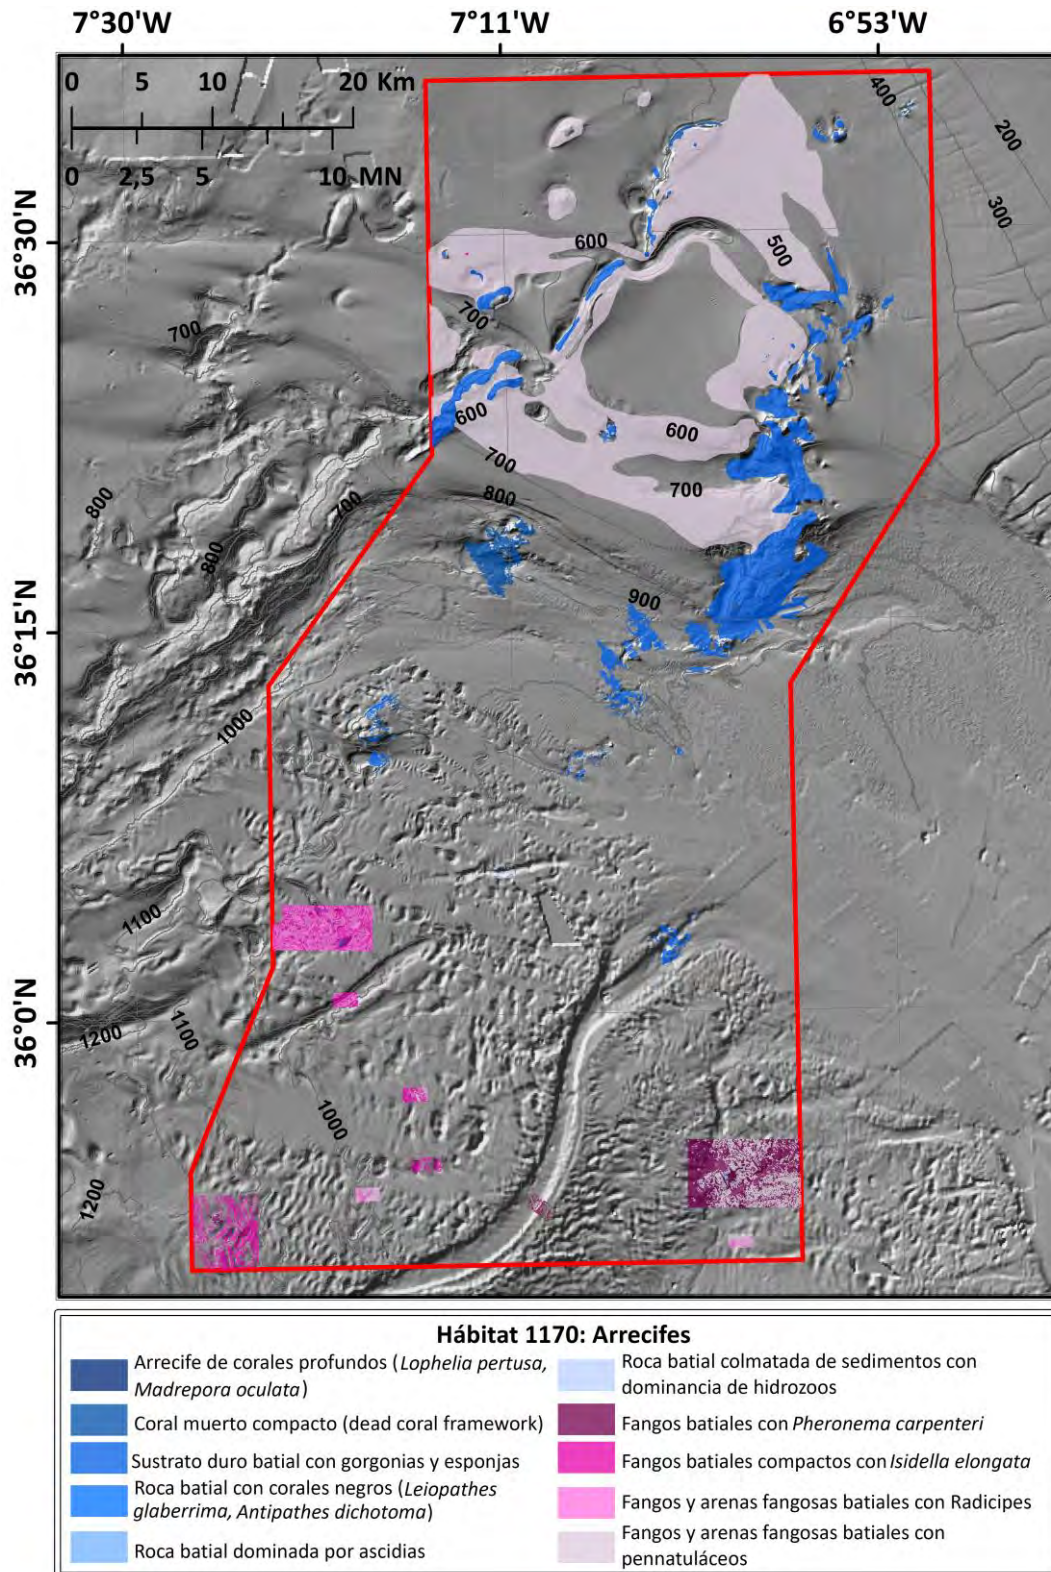 7°30'W 7°11'W 6°53'W
0 5 10 20 Km
0 2,5 5 10 MN
36°30'N
36°15'N
36°0'N
400
200
300
500
600
700
700
600
600
700
700
800
700
800
800
900
1000
1100
1200
1100
1000
1200
Hábitat 1170: Arrecifes
Arrecife de corales profundos (Lophelia pertusa,
Madrepora oculata)
Coral muerto compacto (dead coral framework)
Sustrato duro batial con gorgonias y esponjas
Roca batial con corales negros (Leiopathes
glaberrima, Antipathes dichotoma)
Roca batial dominada por ascidias
Roca batial colmatada de sedimentos con
dominancia de hidrozoos
Fangos batiales con Pheronema carpenteri
Fangos batiales compactos con Isidella elongata
Fangos y arenas fangosas batiales con Radicipes
Fangos y arenas fangosas batiales con
pennatuláceos